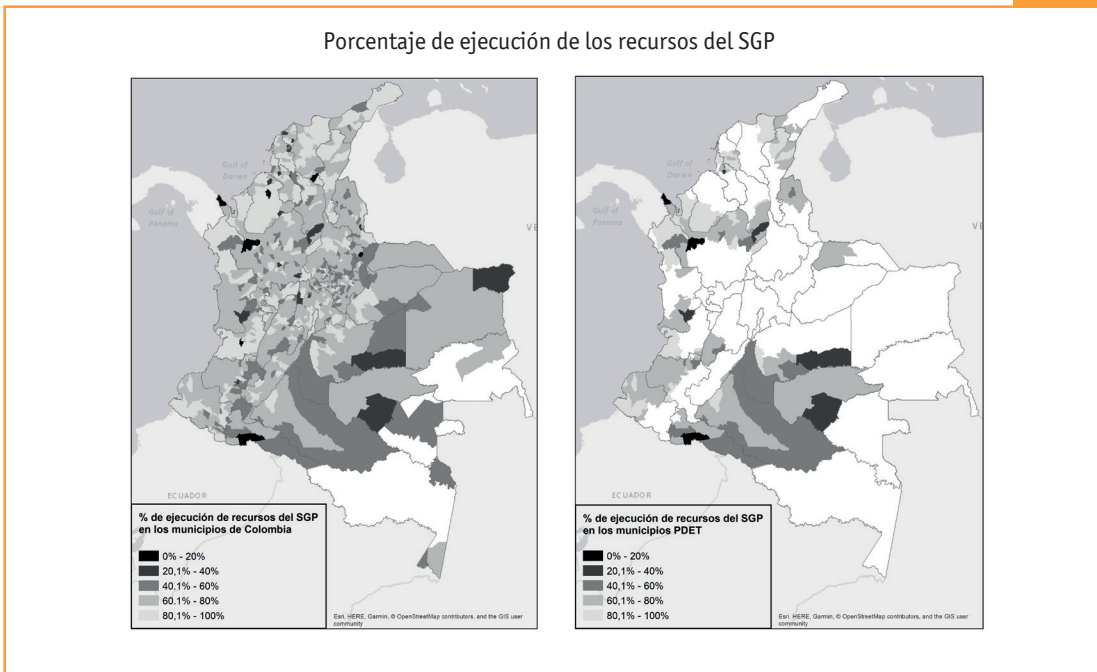 Porcentaje de ejecución de los recursos del SGP
Gulf of
Darien
Gulf of
Panama
VE
ECUADOR
% de ejecución de recursos del SGP
en los municipios de Colombia
0% - 20%
20,1% - 40%
40,1% - 60%
60.1% - 80%
80,1% - 100%
Esri, HERE, Garmin, © OpenStreetMap contributors, and the GIS user
community
Gulf of
Darien
Gulf of
Panama
VE
ECUADOR
% de ejecución de recursos del SGP
en los municipios PDET
0% - 20%
20,1% - 40%
40,1% - 60%
60,1% - 80%
80,1% - 100%
Esri, HERE, Garmin, © OpenStreetMap contributors, and the GIS user
community